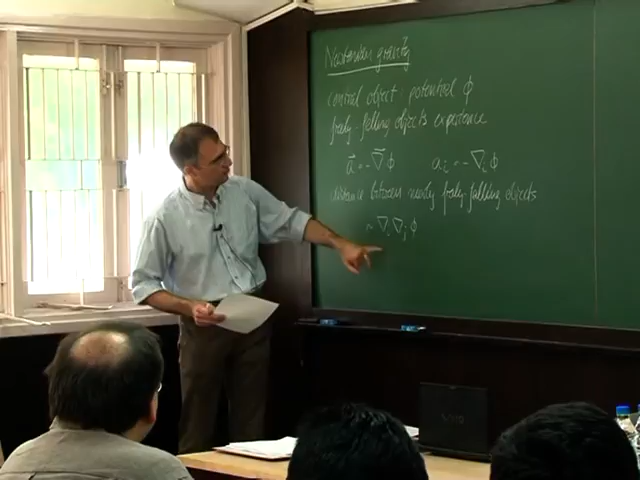 Newtonian gravity
central object potential ϕ
freely-falling objects experience
a⃗ = -∇⃗ϕ aᵢ = -∇ᵢϕ
distance between nearby freely-falling objects
~ ∇ᵢ∇ⱼϕ